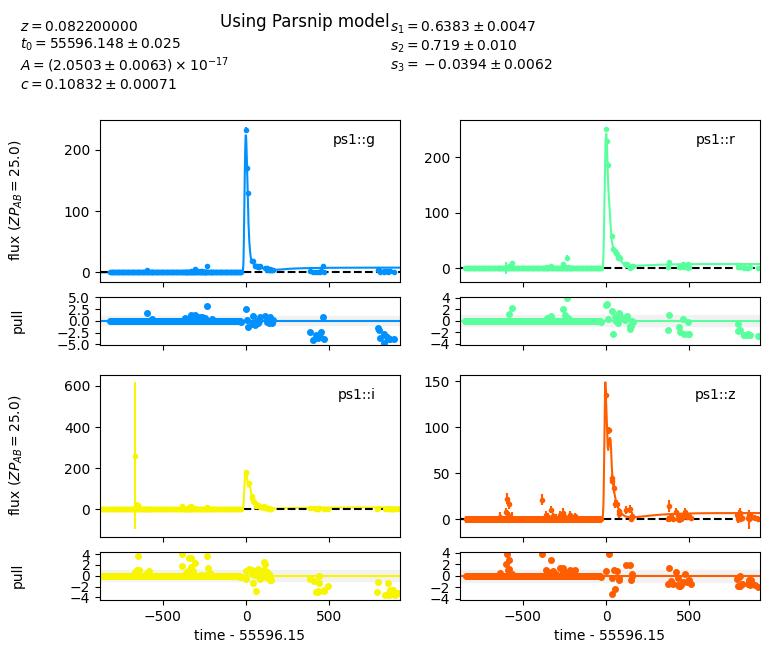 Using Parsnip model
z = 0.082200000
t₀ = 55596.148 ± 0.025
A = (2.0503 ± 0.0063) × 10⁻¹⁷
c = 0.10832 ± 0.00071
s₁ = 0.6383 ± 0.0047
s₂ = 0.719 ± 0.010
s₃ = −0.0394 ± 0.0062
ps1::g
flux (ZP_AB = 25.0)
200
100
0
pull
5.0
2.5
0.0
−2.5
−5.0
ps1::r
200
100
0
4
2
0
−2
−4
ps1::i
flux (ZP_AB = 25.0)
600
400
200
0
pull
4
2
0
−2
−4
−500
0
500
time - 55596.15
ps1::z
150
100
50
0
4
2
0
−2
−4
−500
0
500
time - 55596.15